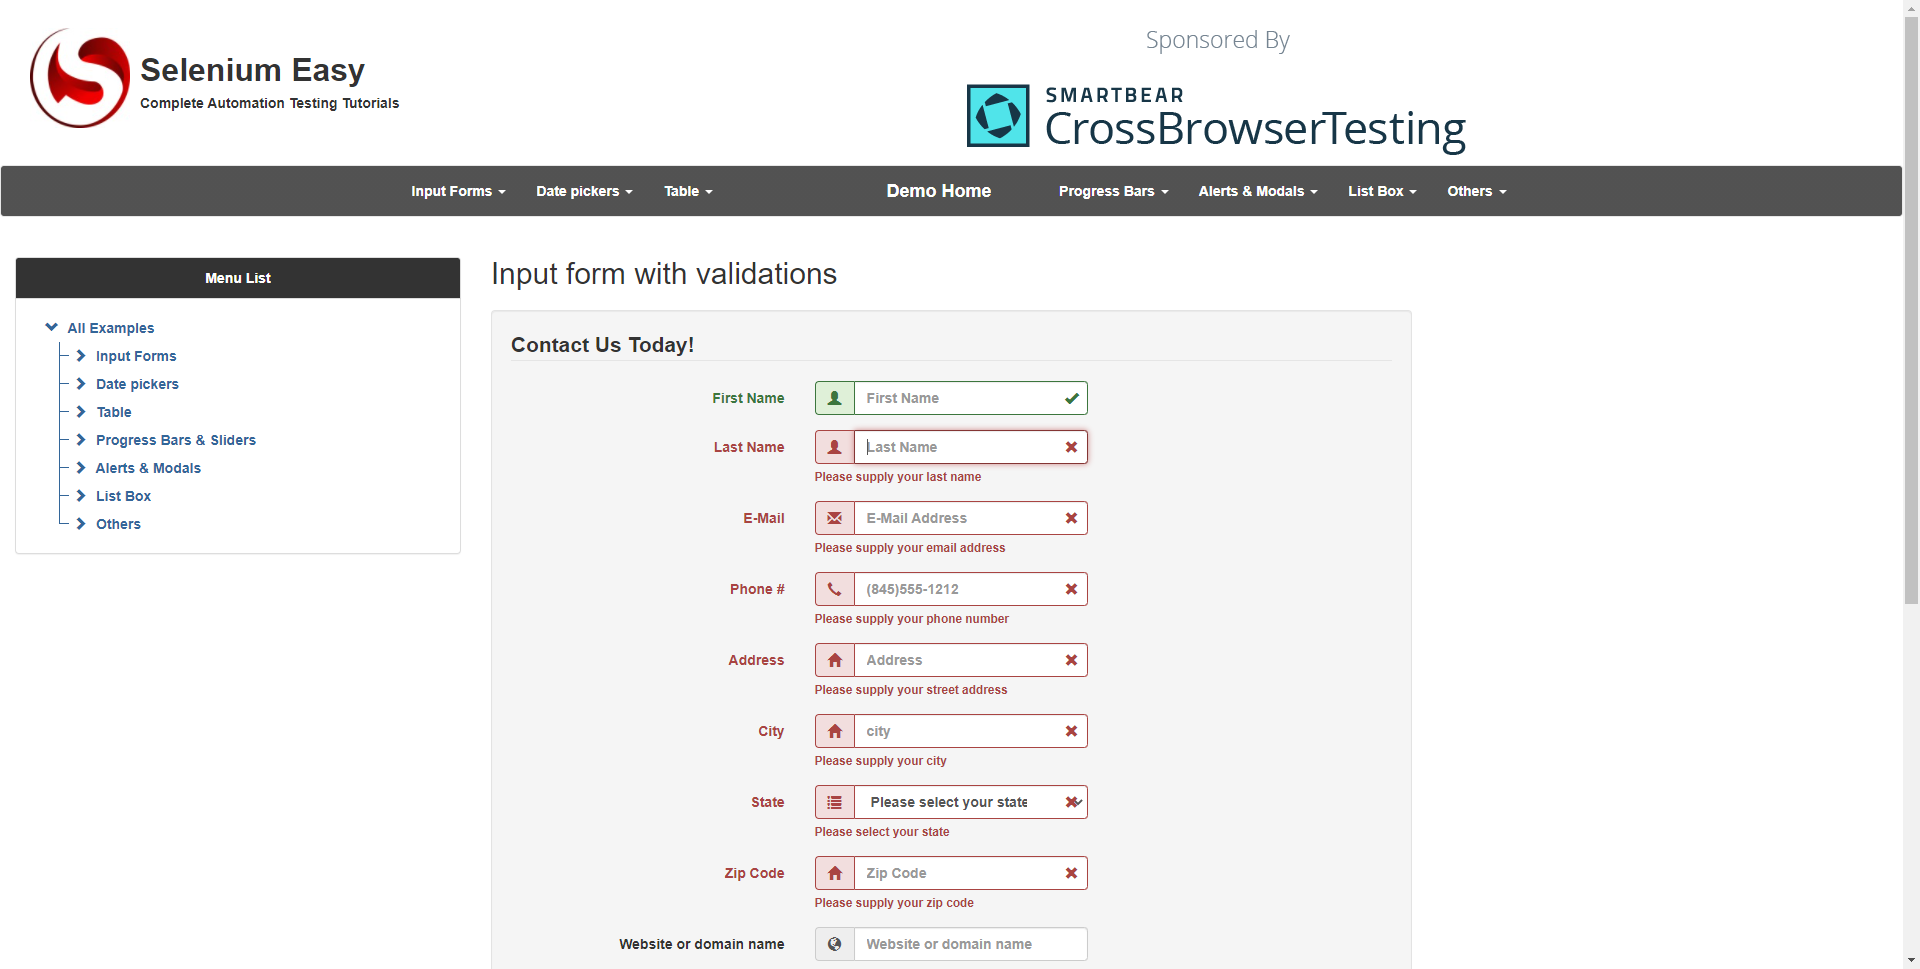 Selenium Easy
Complete Automation Testing Tutorials
Sponsored By
SMARTBEAR
CrossBrowserTesting
Input Forms Date pickers Table Demo Home Progress Bars Alerts & Modals List Box Others
Menu List
All Examples
Input Forms
Date pickers
Table
Progress Bars & Sliders
Alerts & Modals
List Box
Others
Input form with validations
Contact Us Today!
First Name First Name
Last Name Last Name
Please supply your last name
E-Mail E-Mail Address
Please supply your email address
Phone # (845)555-1212
Please supply your phone number
Address Address
Please supply your street address
City city
Please supply your city
State Please select your state
Please select your state
Zip Code Zip Code
Please supply your zip code
Website or domain name Website or domain name